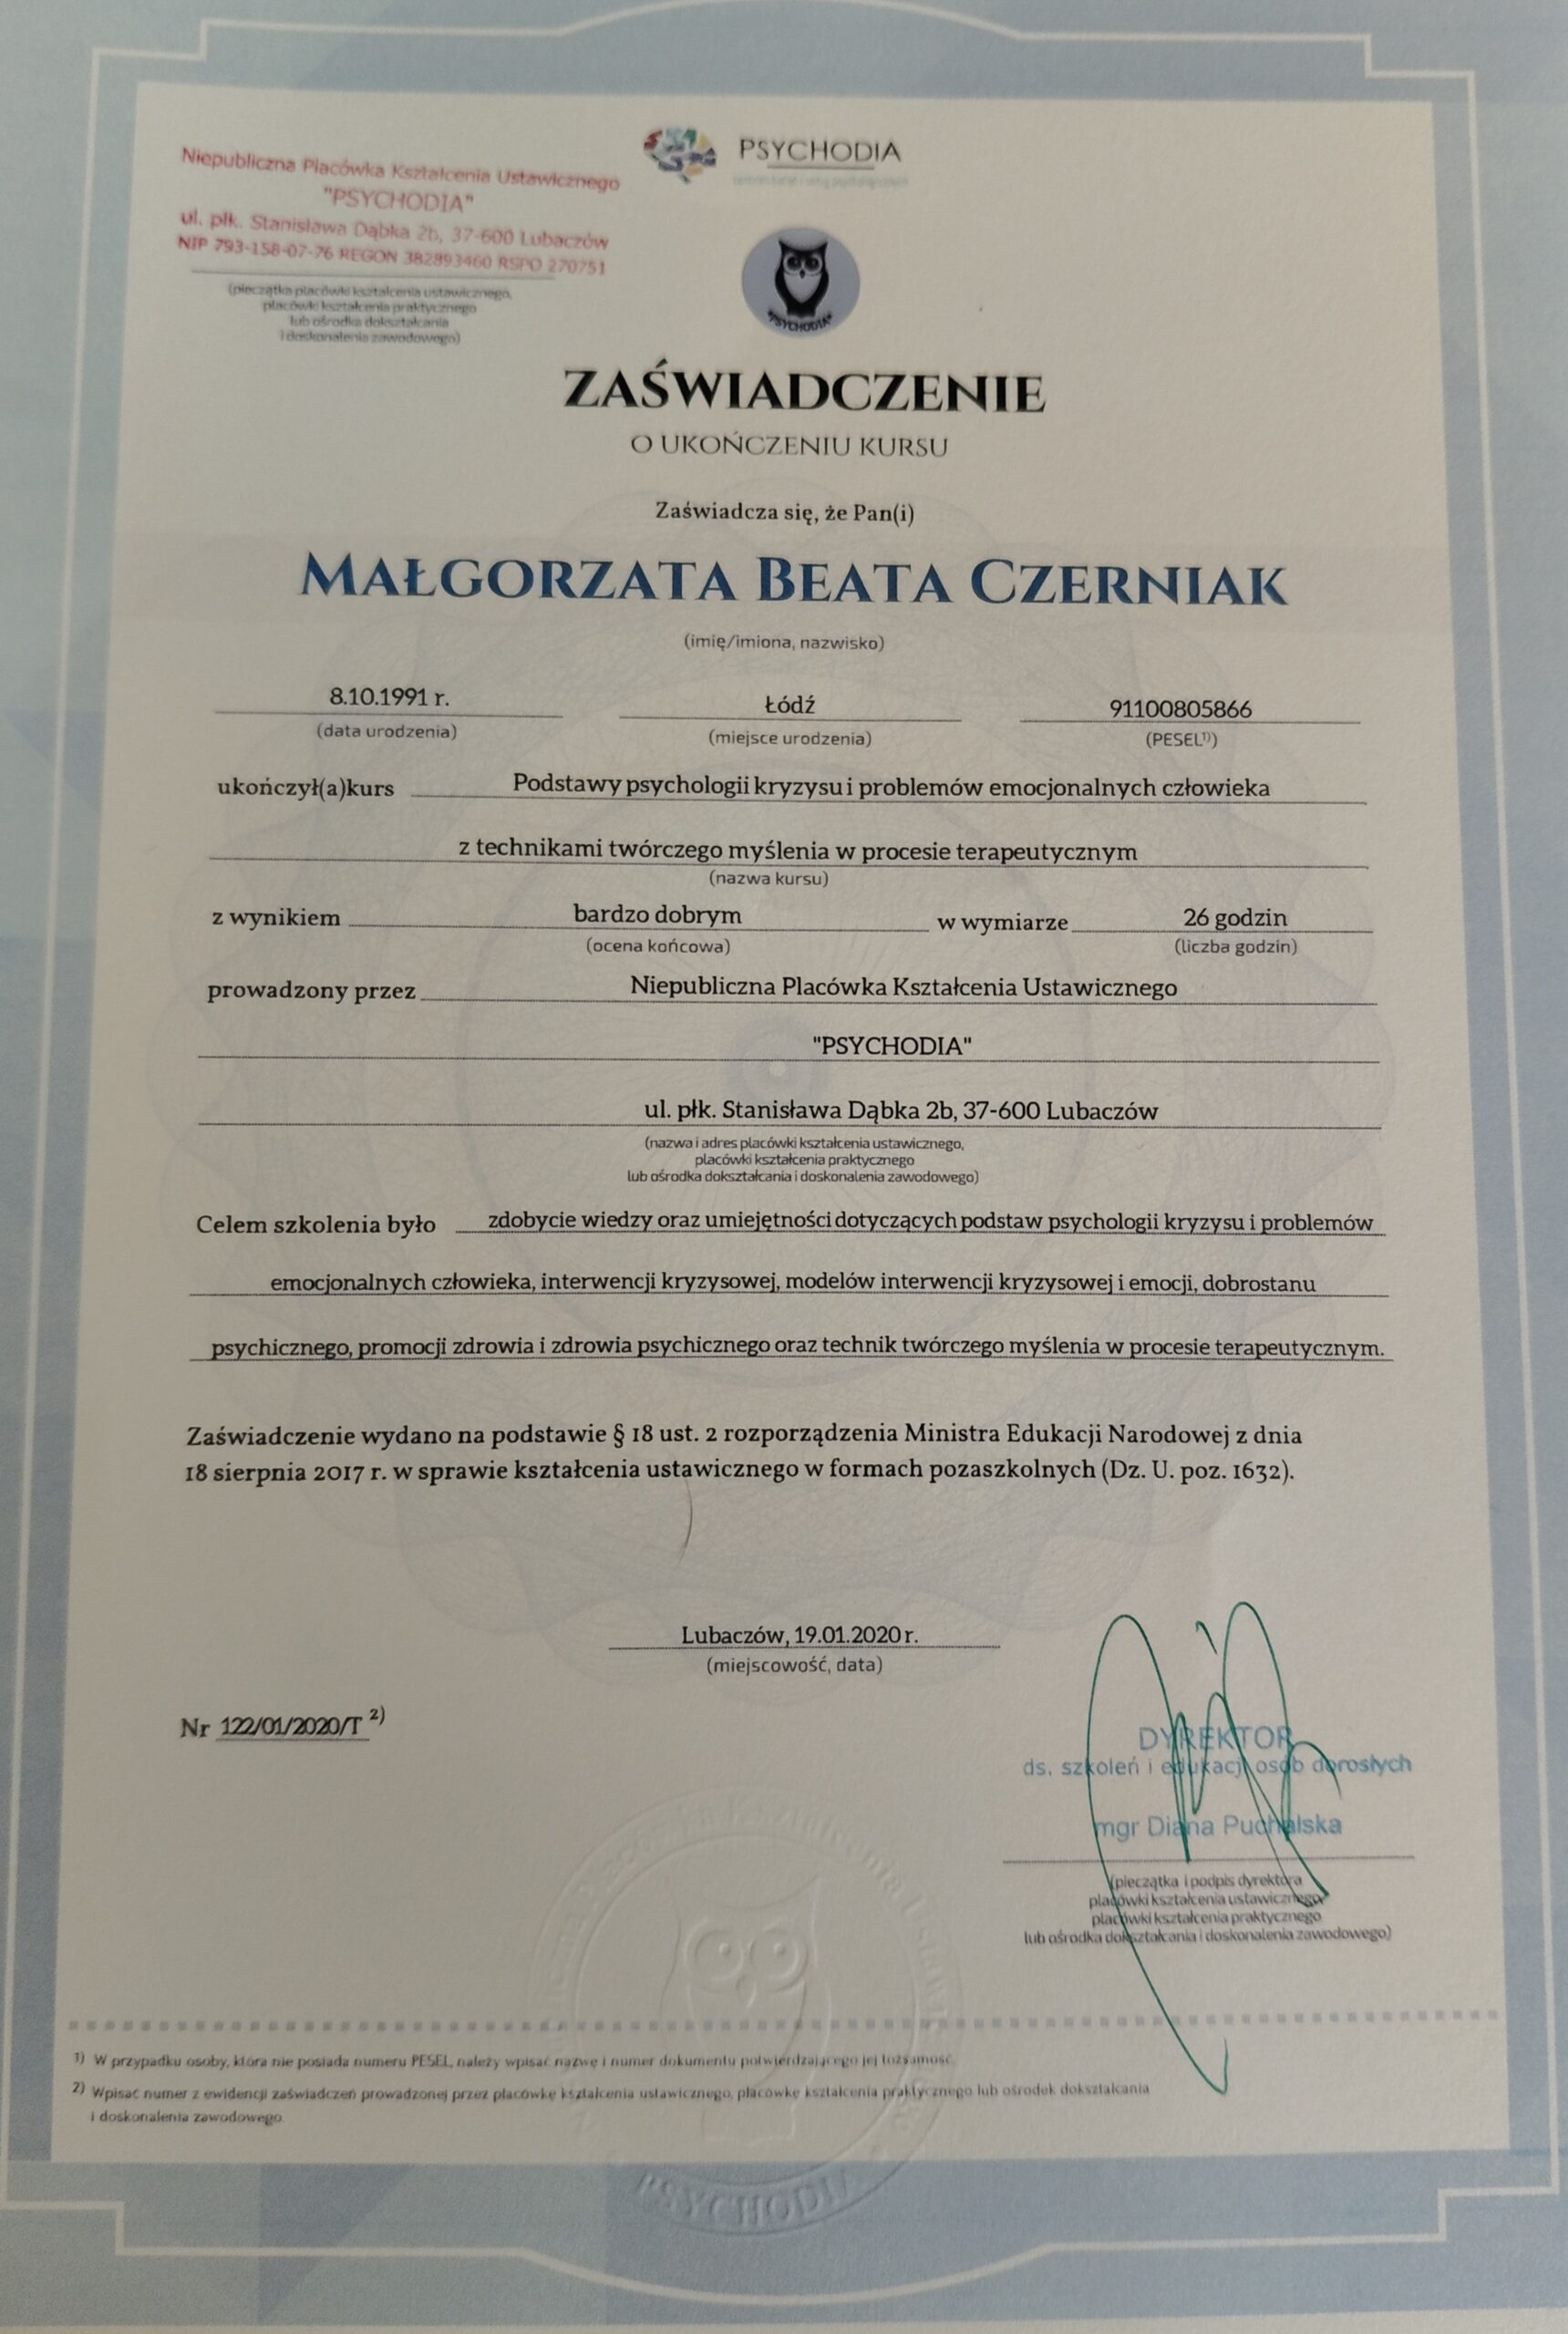 Niepubliczna Placówka Kształcenia Ustawicznego
"PSYCHODIA"
ul. płk. Stanisława Dąbka 2b, 37-600 Lubaczów
NIP 793-158-07-76 REGON 382893460 RSPO 270751
(pieczątka placówki kształcenia ustawicznego,
placówki kształcenia praktycznego
lub ośrodka dokształcania
i doskonalenia zawodowego)
PSYCHODIA
"PSYCHODIA"
ZAŚWIADCZENIE
O UKOŃCZENIU KURSU
Zaświadcza się, że Pan(i)
MAŁGORZATA BEATA CZERNIAK
(imię/imiona, nazwisko)
8.10.1991 r. Łódź 91100805866
(data urodzenia) (miejsce urodzenia) (PESEL¹⁾)
ukończył(a)kurs Podstawy psychologii kryzysu i problemów emocjonalnych człowieka
z technikami twórczego myślenia w procesie terapeutycznym
(nazwa kursu)
z wynikiem bardzo dobrym w wymiarze 26 godzin
(ocena końcowa) (liczba godzin)
prowadzony przez Niepubliczna Placówka Kształcenia Ustawicznego
"PSYCHODIA"
ul. płk. Stanisława Dąbka 2b, 37-600 Lubaczów
(nazwa i adres placówki kształcenia ustawicznego,
placówki kształcenia praktycznego
lub ośrodka dokształcania i doskonalenia zawodowego)
Celem szkolenia było zdobycie wiedzy oraz umiejętności dotyczących podstaw psychologii kryzysu i problemów
emocjonalnych człowieka, interwencji kryzysowej, modelów interwencji kryzysowej i emocji, dobrostanu
psychicznego, promocji zdrowia i zdrowia psychicznego oraz technik twórczego myślenia w procesie terapeutycznym.
Zaświadczenie wydano na podstawie § 18 ust. 2 rozporządzenia Ministra Edukacji Narodowej z dnia
18 sierpnia 2017 r. w sprawie kształcenia ustawicznego w formach pozaszkolnych (Dz. U. poz. 1632).
Lubaczów, 19.01.2020 r.
(miejscowość, data)
Nr 122/01/2020/T ²⁾
DYREKTOR
ds. szkoleń i edukacji osób dorosłych
mgr Diana Puchalska
(pieczątka i podpis dyrektora
placówki kształcenia ustawicznego
placówki kształcenia praktycznego
lub ośrodka dokształcania i doskonalenia zawodowego)
1) W przypadku osoby, która nie posiada numeru PESEL, należy wpisać nazwę i numer dokumentu potwierdzającego jej tożsamość.
2) Wpisać numer z ewidencji zaświadczeń prowadzonej przez placówkę kształcenia ustawicznego, placówkę kształcenia praktycznego lub ośrodek dokształcania
i doskonalenia zawodowego
"PSYCHODIA"